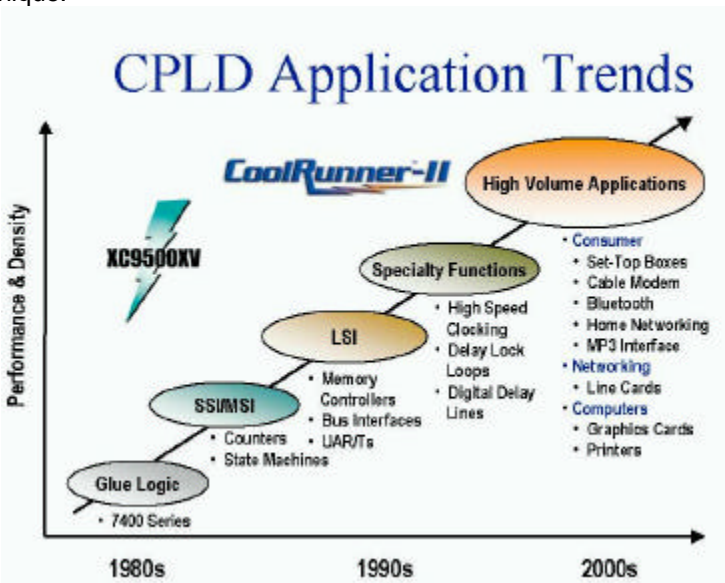 nique.
CPLD Application Trends
CoolRunner-II
High Volume Applications
XC9500XV
• Consumer
• Set-Top Boxes
• Cable Modem
• Bluetooth
• Home Networking
• MP3 Interface
• Networking
• Line Cards
• Computers
• Graphics Cards
• Printers
Specialty Functions
• High Speed
Clocking
• Delay Lock
Loops
• Digital Delay
Lines
LSI
• Memory
Controllers
• Bus Interfaces
• UAR/Ts
SSI/MSI
• Counters
• State Machines
Glue Logic
• 7400 Series
Performance & Density
1980s
1990s
2000s